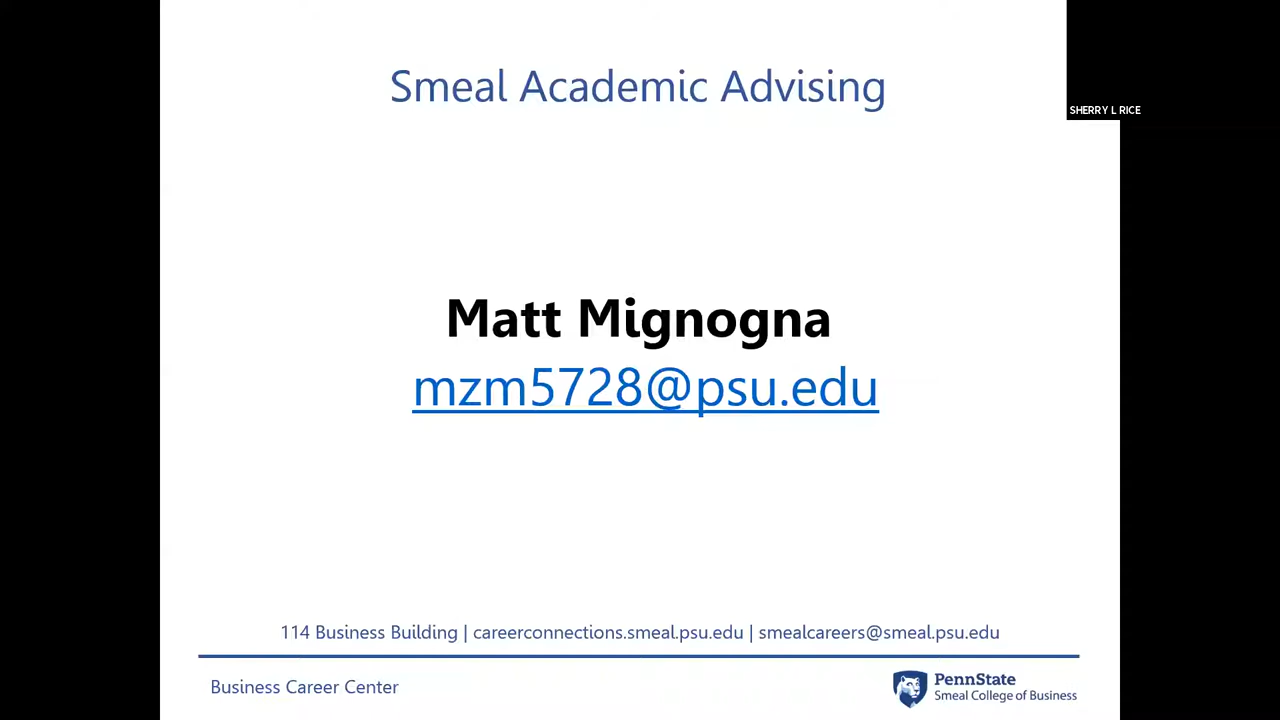 Smeal Academic Advising
SHERRY L RICE
Matt Mignogna
mzm5728@psu.edu
114 Business Building | careerconnections.smeal.psu.edu | smealcareers@smeal.psu.edu
Business Career Center
PennState
Smeal College of Business